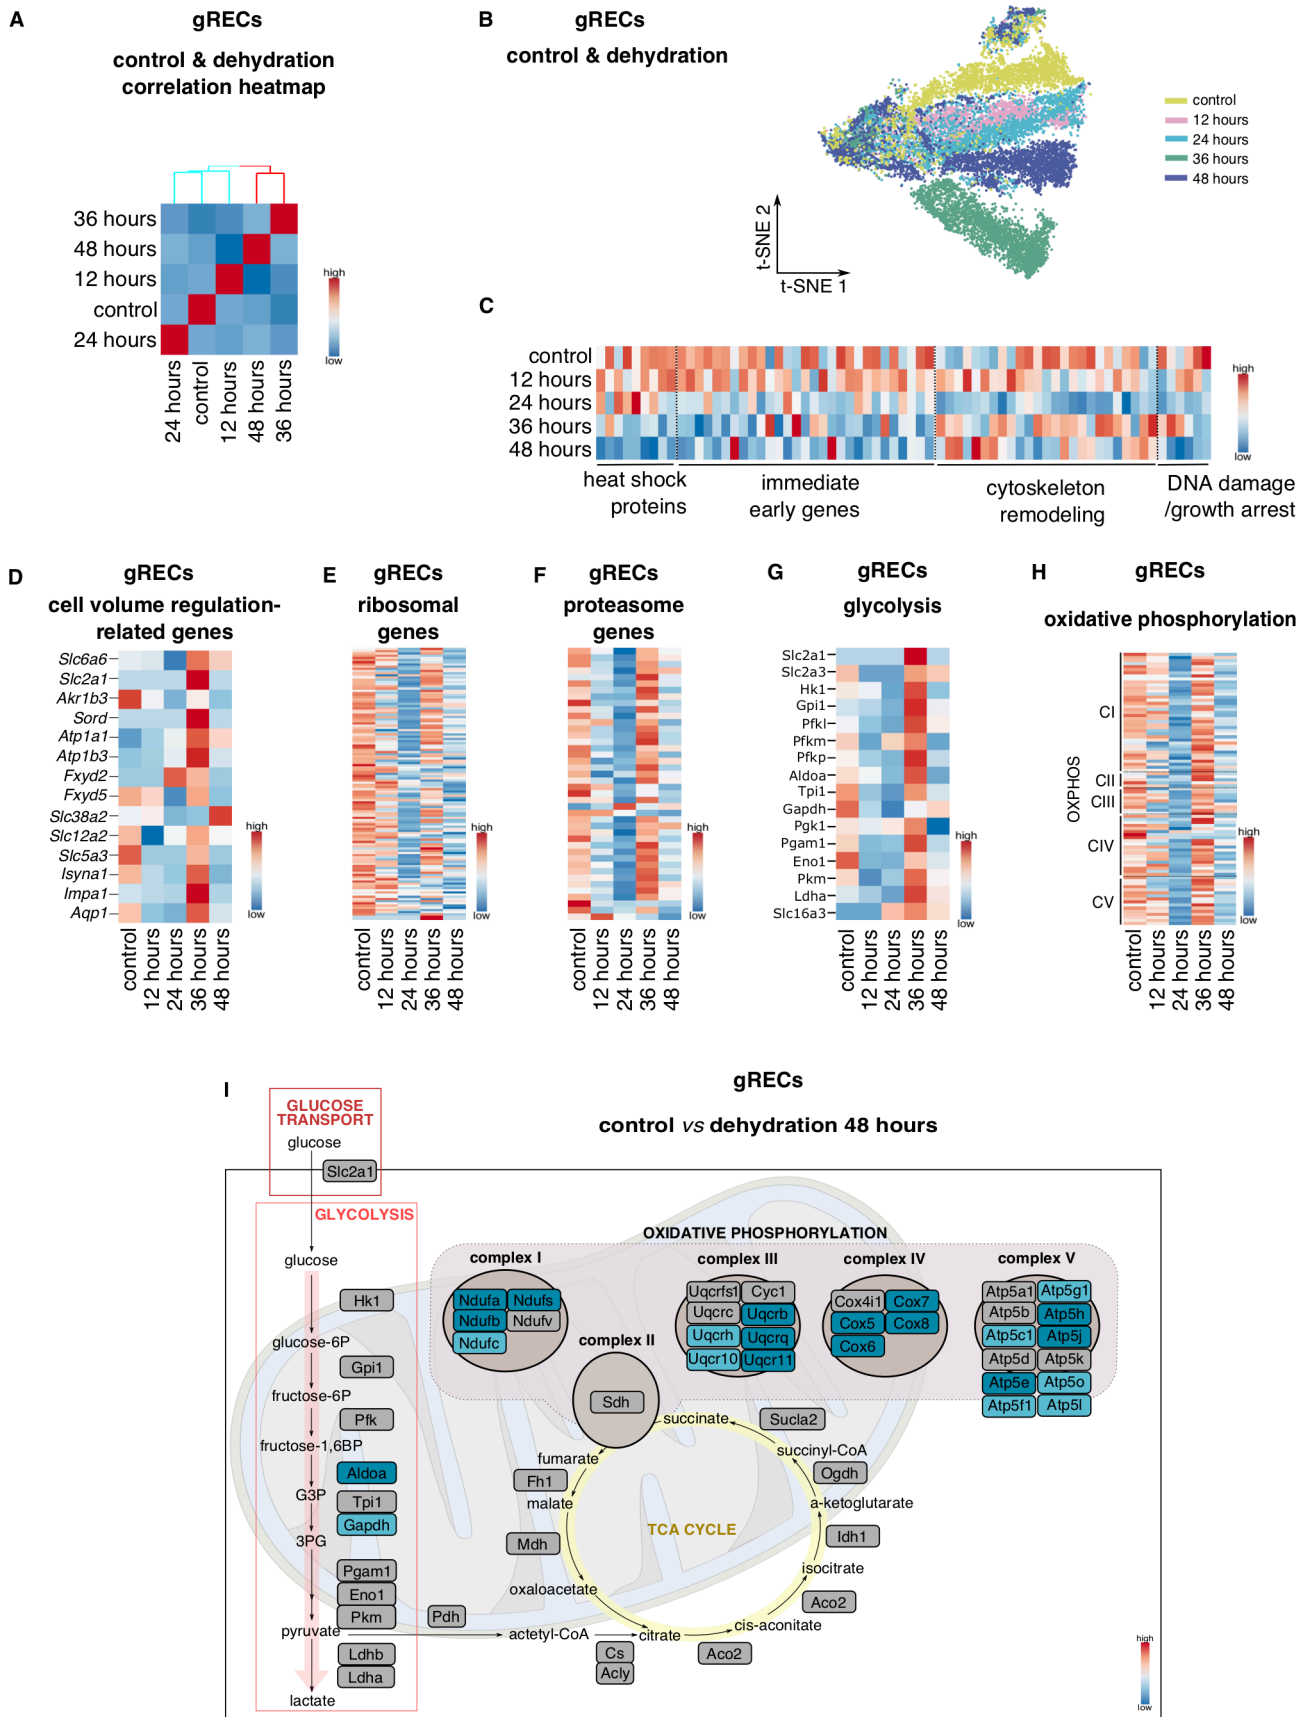 A
gRECs
control & dehydration
correlation heatmap
36 hours
48 hours
12 hours
control
24 hours
24 hours
control
12 hours
48 hours
36 hours
high
low
B
gRECs
control & dehydration
t-SNE 2
t-SNE 1
control
12 hours
24 hours
36 hours
48 hours
C
control
12 hours
24 hours
36 hours
48 hours
heat shock
proteins
immediate
early genes
cytoskeleton
remodeling
DNA damage
/growth arrest
high
low
D
gRECs
cell volume regulation-
related genes
Slc6a6
Slc2a1
Akr1b3
Sord
Atp1a1
Atp1b3
Fxyd2
Fxyd5
Slc38a2
Slc12a2
Slc5a3
Isyna1
Impa1
Aqp1
control
12 hours
24 hours
36 hours
48 hours
high
low
E
gRECs
ribosomal
genes
control
12 hours
24 hours
36 hours
48 hours
high
low
F
gRECs
proteasome
genes
control
12 hours
24 hours
36 hours
48 hours
high
low
G
gRECs
glycolysis
Slc2a1
Slc2a3
Hk1
Gpi1
Pfkl
Pfkm
Pfkp
Aldoa
Tpi1
Gapdh
Pgk1
Pgam1
Eno1
Pkm
Ldha
Slc16a3
control
12 hours
24 hours
36 hours
48 hours
high
low
H
gRECs
oxidative phosphorylation
OXPHOS
CI
CII
CIII
CIV
CV
control
12 hours
24 hours
36 hours
48 hours
high
low
I
gRECs
control vs dehydration 48 hours
GLUCOSE
TRANSPORT
glucose
Slc2a1
GLYCOLYSIS
glucose
Hk1
glucose-6P
Gpi1
fructose-6P
Pfk
fructose-1,6BP
Aldoa
G3P
Tpi1
Gapdh
3PG
Pgam1
Eno1
Pkm
pyruvate
Ldhb
Ldha
lactate
Pdh
actetyl-CoA
Cs
Acly
citrate
Aco2
cis-aconitate
Aco2
isocitrate
Idh1
a-ketoglutarate
Ogdh
succinyl-CoA
Sucla2
succinate
fumarate
Fh1
malate
Mdh
oxaloacetate
TCA CYCLE
OXIDATIVE PHOSPHORYLATION
complex I
Ndufa Ndufs
Ndufb Ndufv
Ndufc
complex II
Sdh
complex III
Uqcrfs1 Cyc1
Uqcrc Uqcrb
Uqcrh Uqcrq
Uqcr10 Uqcr11
complex IV
Cox4i1 Cox7
Cox5 Cox8
Cox6
complex V
Atp5a1 Atp5g1
Atp5b Atp5h
Atp5c1 Atp5j
Atp5d Atp5k
Atp5e Atp5o
Atp5f1 Atp5l
high
low